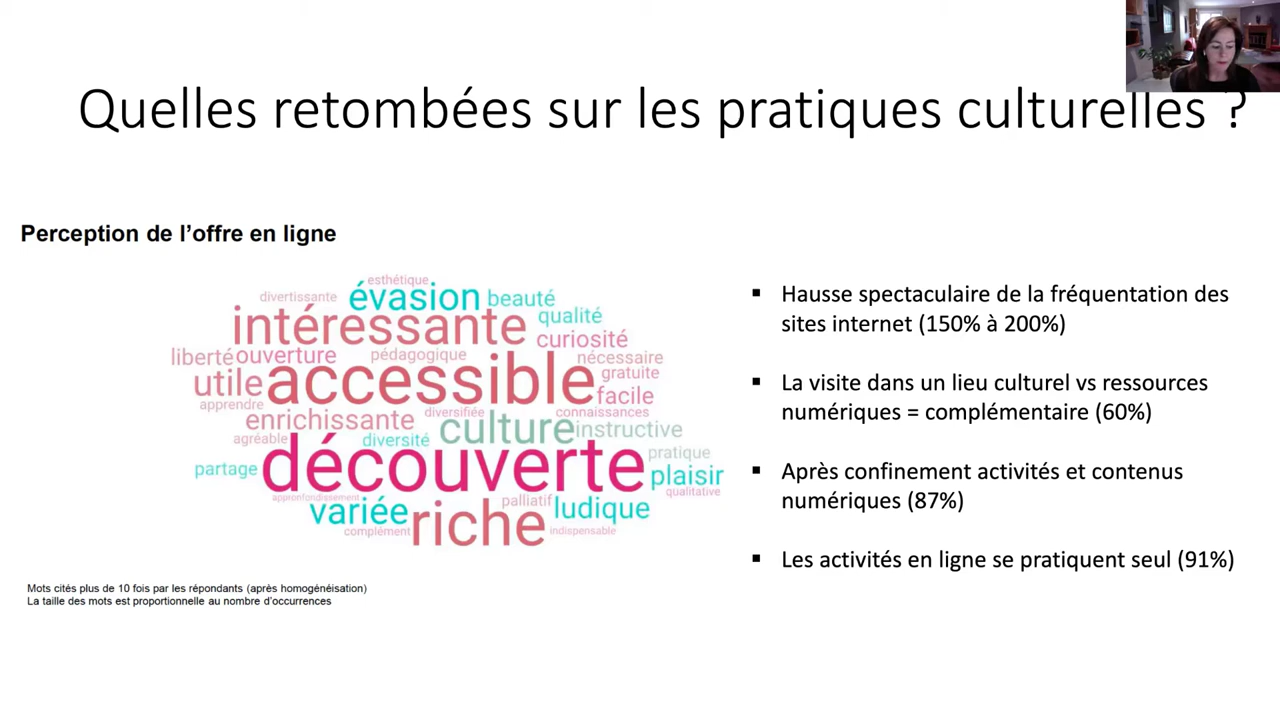 Quelles retombées sur les pratiques culturelles ?
Perception de l’offre en ligne
esthétique
divertissante
évasion beauté
intéressante qualité
curiosité
liberté ouverture pédagogique nécessaire
utile accessible gratuite
facile
apprendre
enrichissante diversifiée connaissances
culture instructive
agréable diversité
découverte pratique
partage plaisir
qualitative
approfondissement
variée palliatif ludique
riche
complément indispensable
Mots cités plus de 10 fois par les répondants (après homogénéisation)
La taille des mots est proportionnelle au nombre d’occurrences
▪ Hausse spectaculaire de la fréquentation des
sites internet (150% à 200%)
▪ La visite dans un lieu culturel vs ressources
numériques = complémentaire (60%)
▪ Après confinement activités et contenus
numériques (87%)
▪ Les activités en ligne se pratiquent seul (91%)